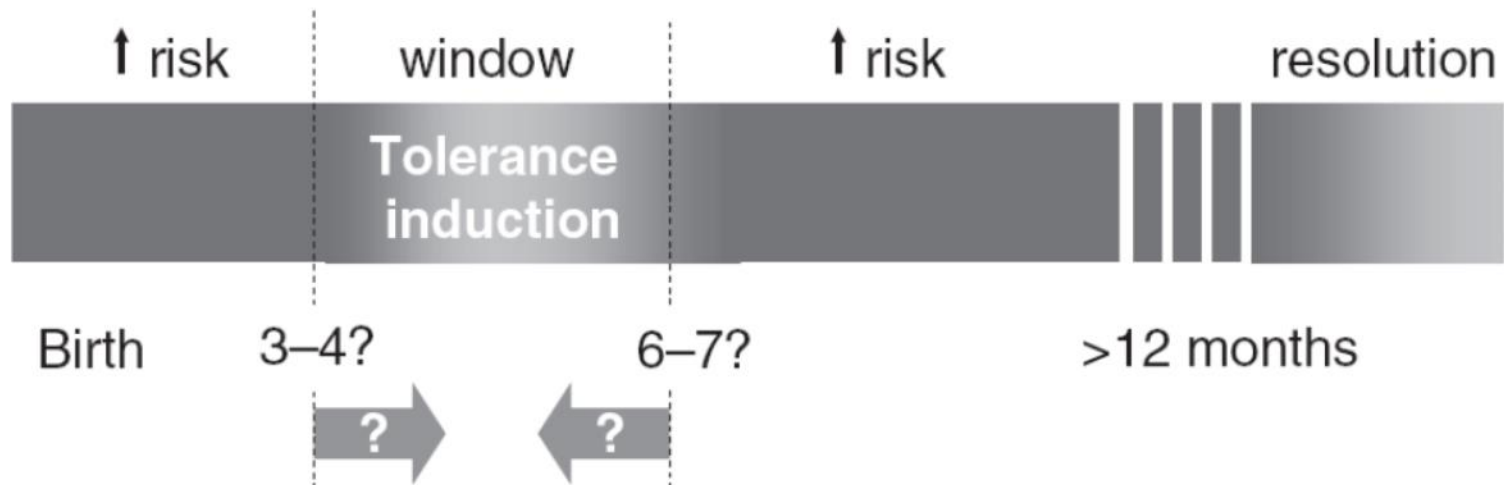 ↑ risk window ↑ risk resolution
Tolerance
induction
Birth 3–4? 6–7? >12 months
? ?